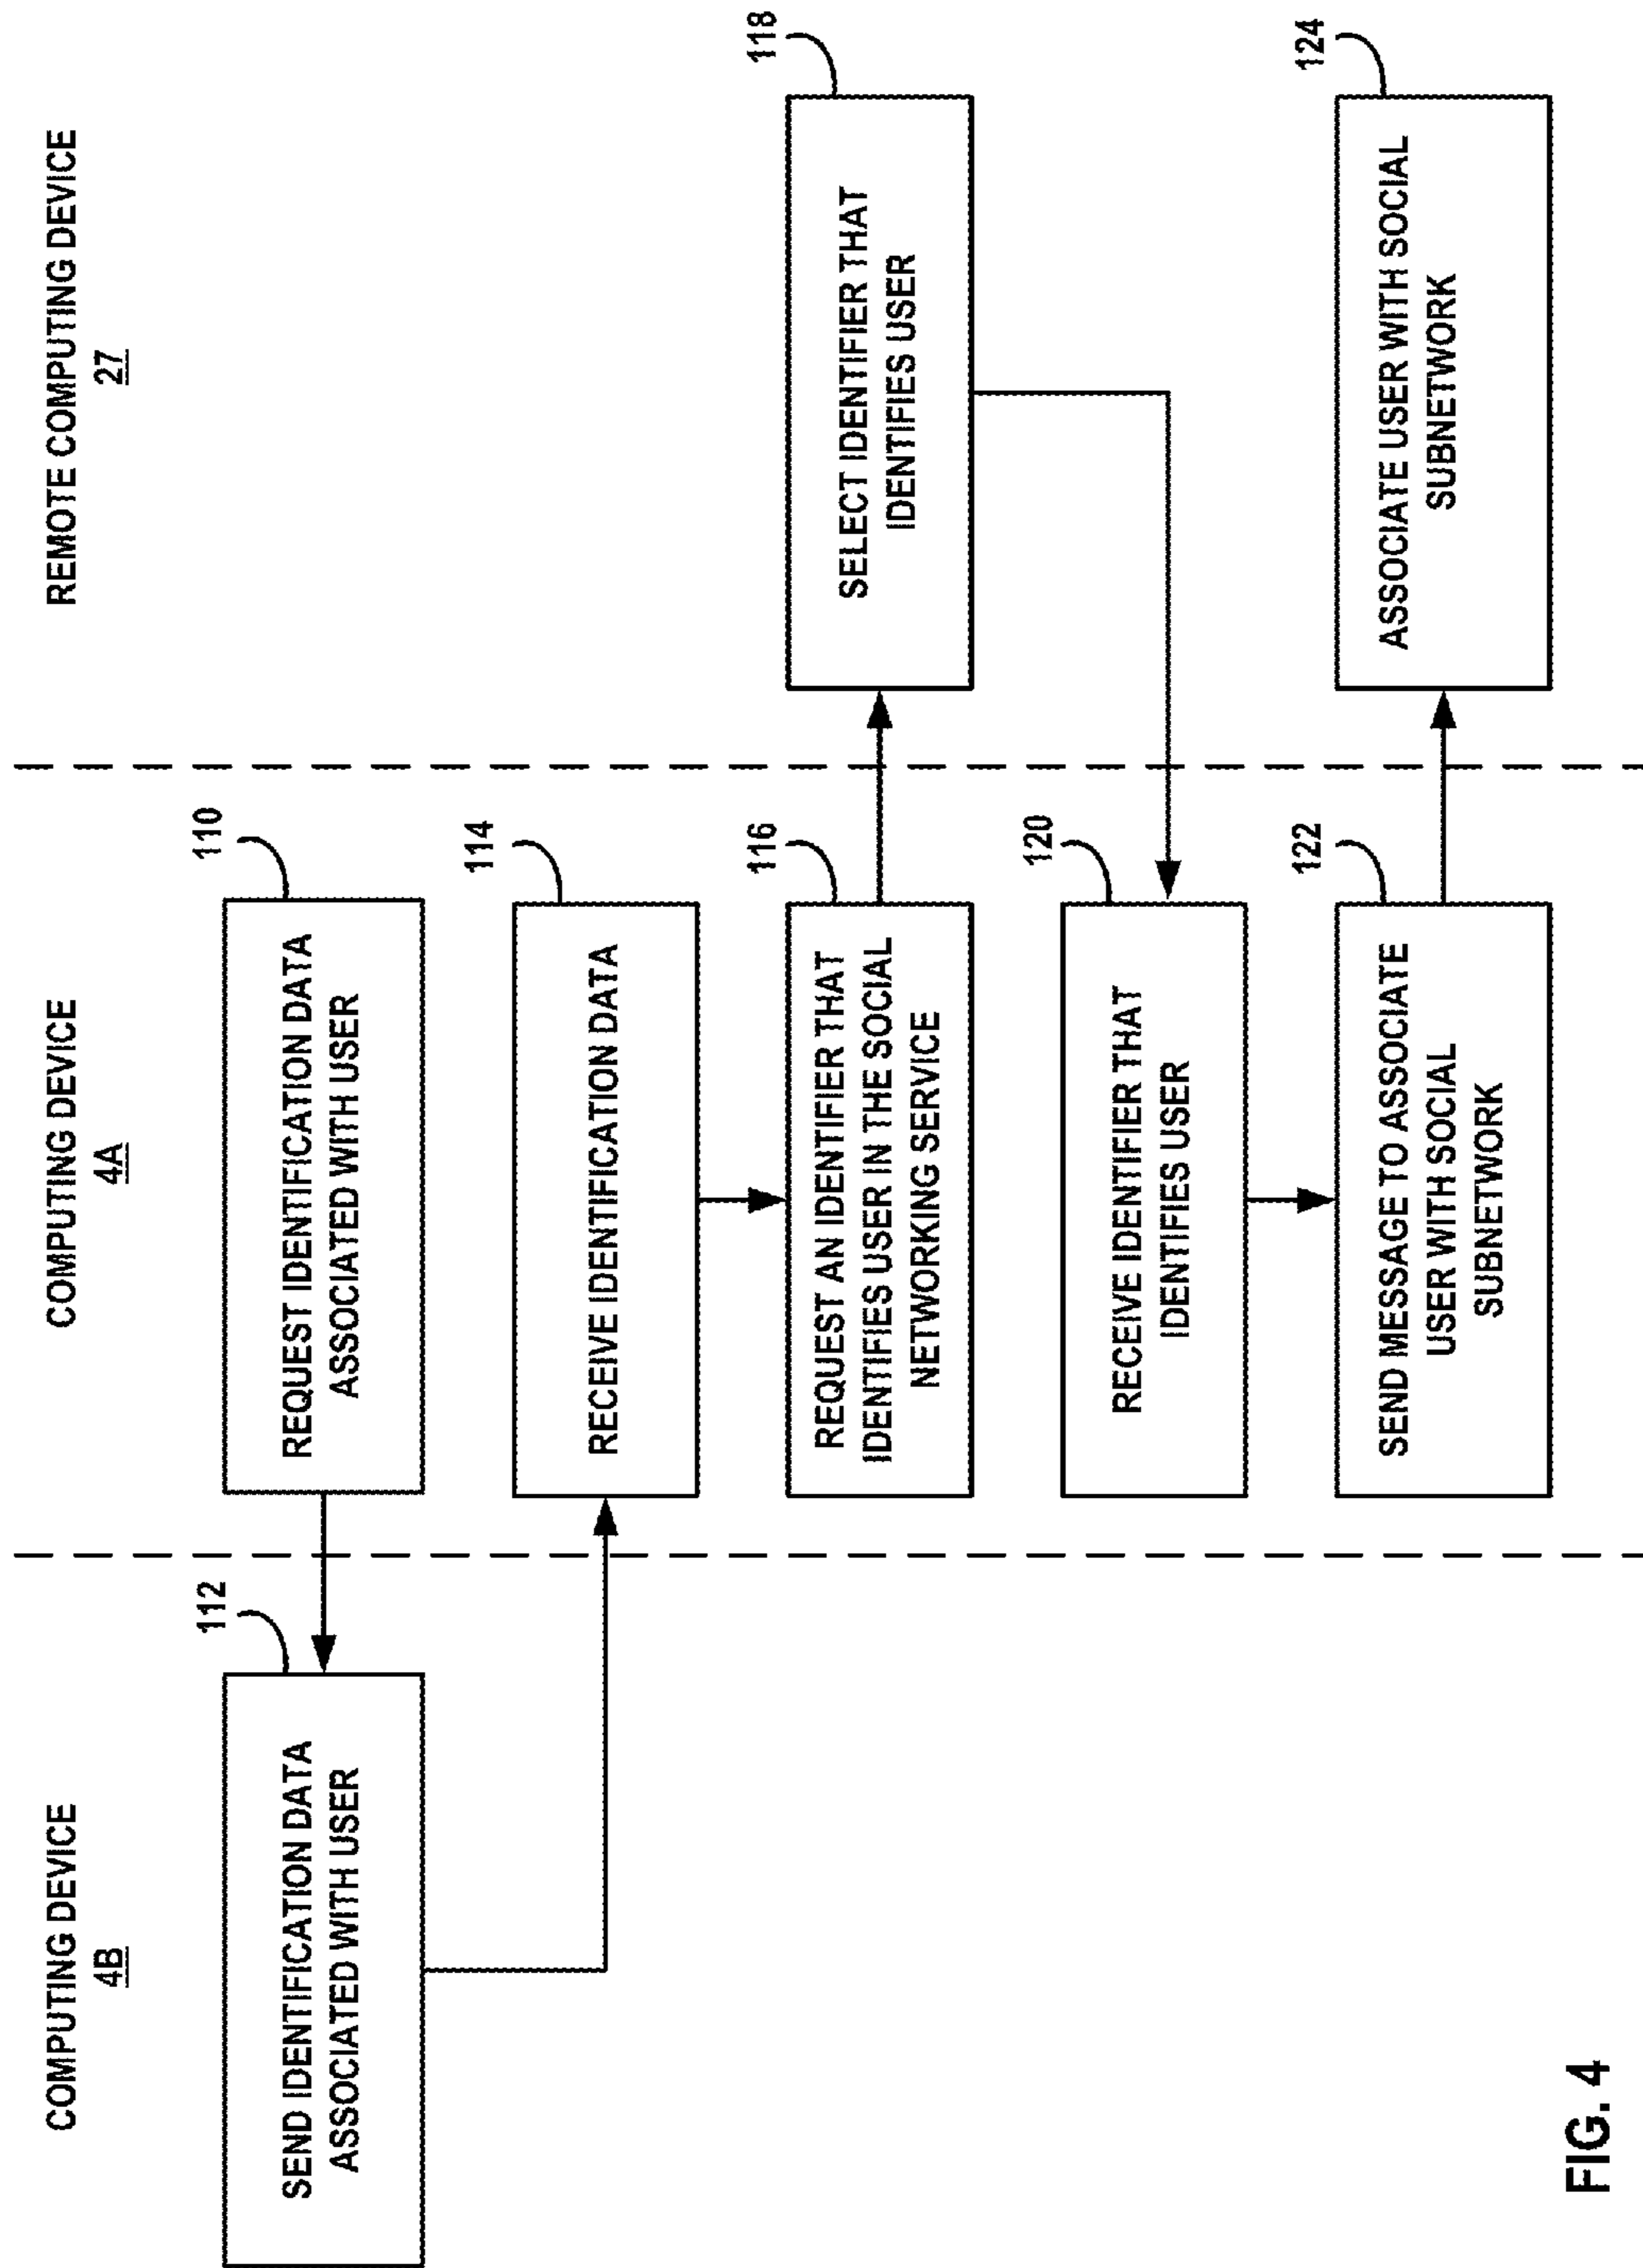 COMPUTING DEVICE
4B
COMPUTING DEVICE
4A
REMOTE COMPUTING DEVICE
27
112
SEND IDENTIFICATION DATA
ASSOCIATED WITH USER
110
REQUEST IDENTIFICATION DATA
ASSOCIATED WITH USER
114
RECEIVE IDENTIFICATION DATA
116
REQUEST AN IDENTIFIER THAT
IDENTIFIES USER IN THE SOCIAL
NETWORKING SERVICE
118
SELECT IDENTIFIER THAT
IDENTIFIES USER
120
RECEIVE IDENTIFIER THAT
IDENTIFIES USER
122
SEND MESSAGE TO ASSOCIATE
USER WITH SOCIAL
SUBNETWORK
124
ASSOCIATE USER WITH SOCIAL
SUBNETWORK
FIG. 4